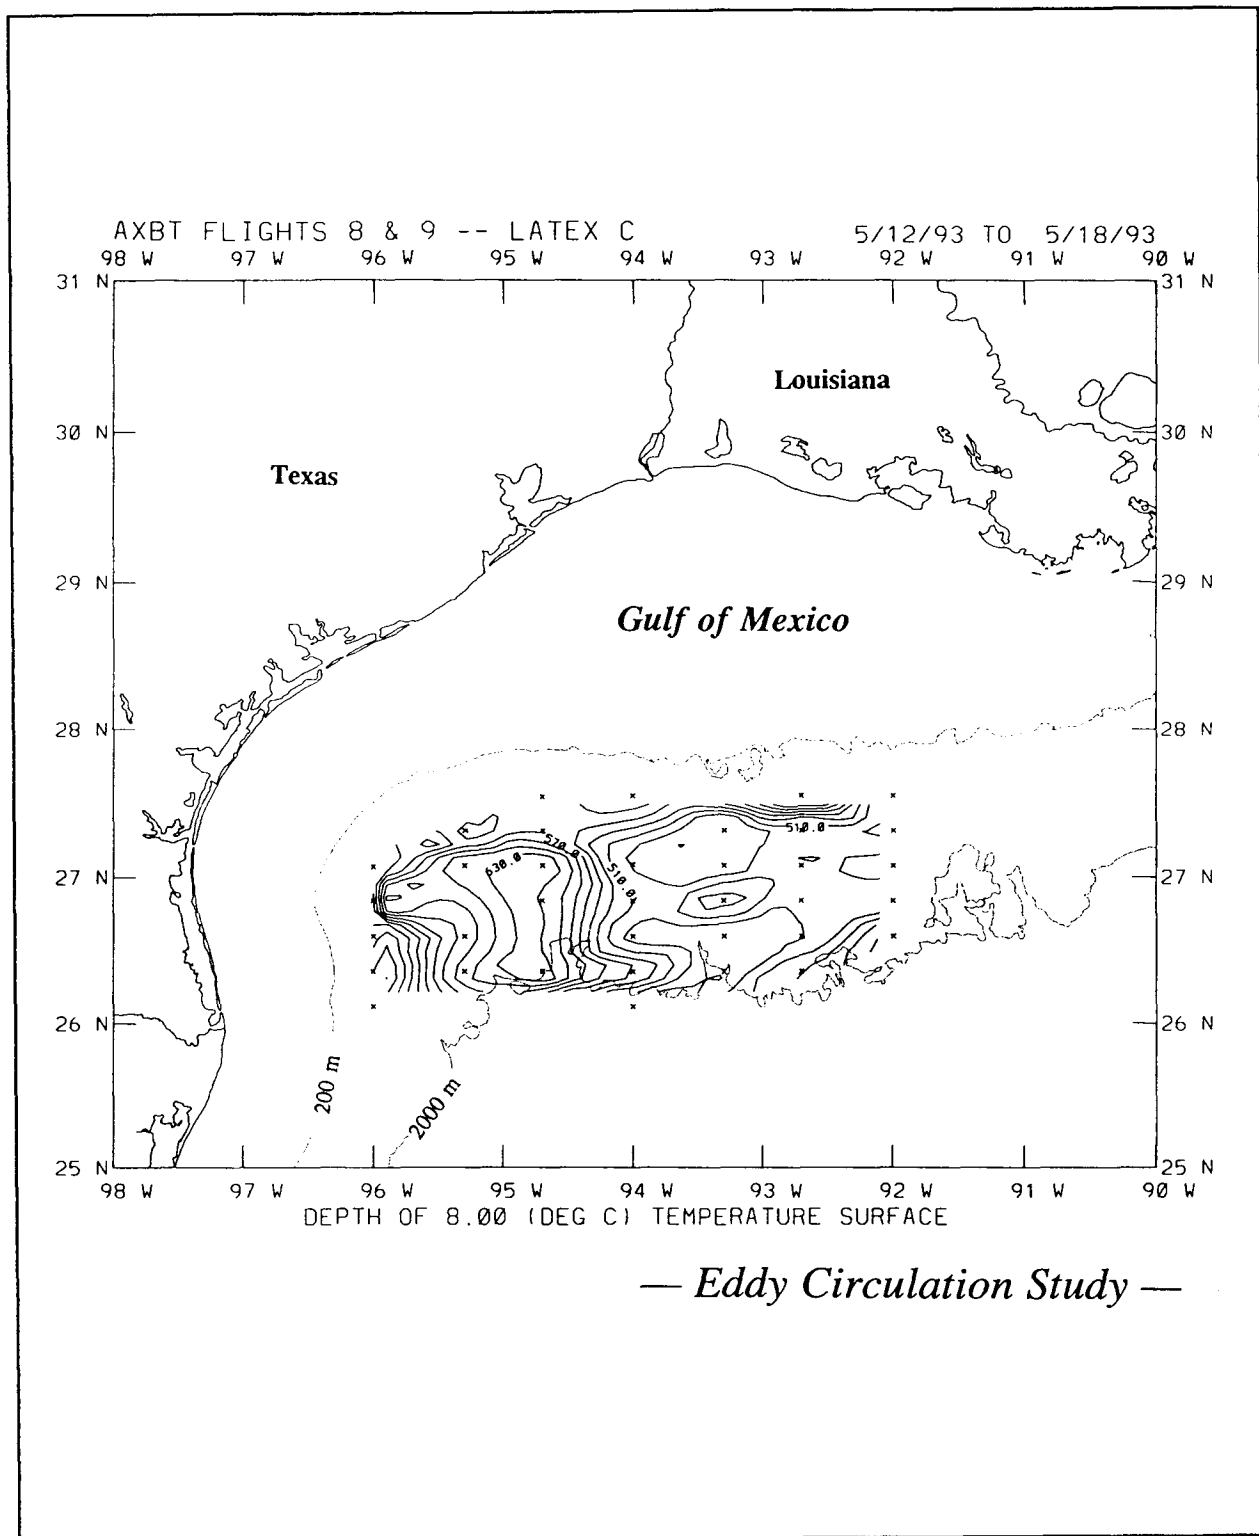 AXBT FLIGHTS 8 & 9 -- LATEX C 5/12/93 TO 5/18/93
98 W 97 W 96 W 95 W 94 W 93 W 92 W 91 W 90 W
31 N 31 N
Louisiana
30 N 30 N
Texas
29 N 29 N
Gulf of Mexico
28 N 28 N
510.0
570.0
630.0
510.0
27 N 27 N
26 N 26 N
200 m
2000 m
25 N 25 N
98 W 97 W 96 W 95 W 94 W 93 W 92 W 91 W 90 W
DEPTH OF 8.00 (DEG C) TEMPERATURE SURFACE
— Eddy Circulation Study —